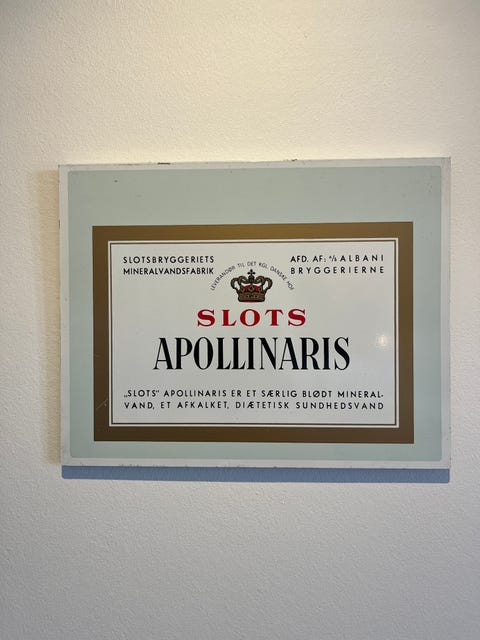 SLOTSBRYGGERIETS
MINERALVANDSFABRIK
AFD. AF: A/S ALBANI
BRYGGERIERNE
LEVERANDØR TIL DET KGL. DANSKE HOF
SLOTS
APOLLINARIS
„SLOTS" APOLLINARIS ER ET SÆRLIG BLØDT MINERAL-
VAND, ET AFKALKET, DIÆTETISK SUNDHEDSVAND